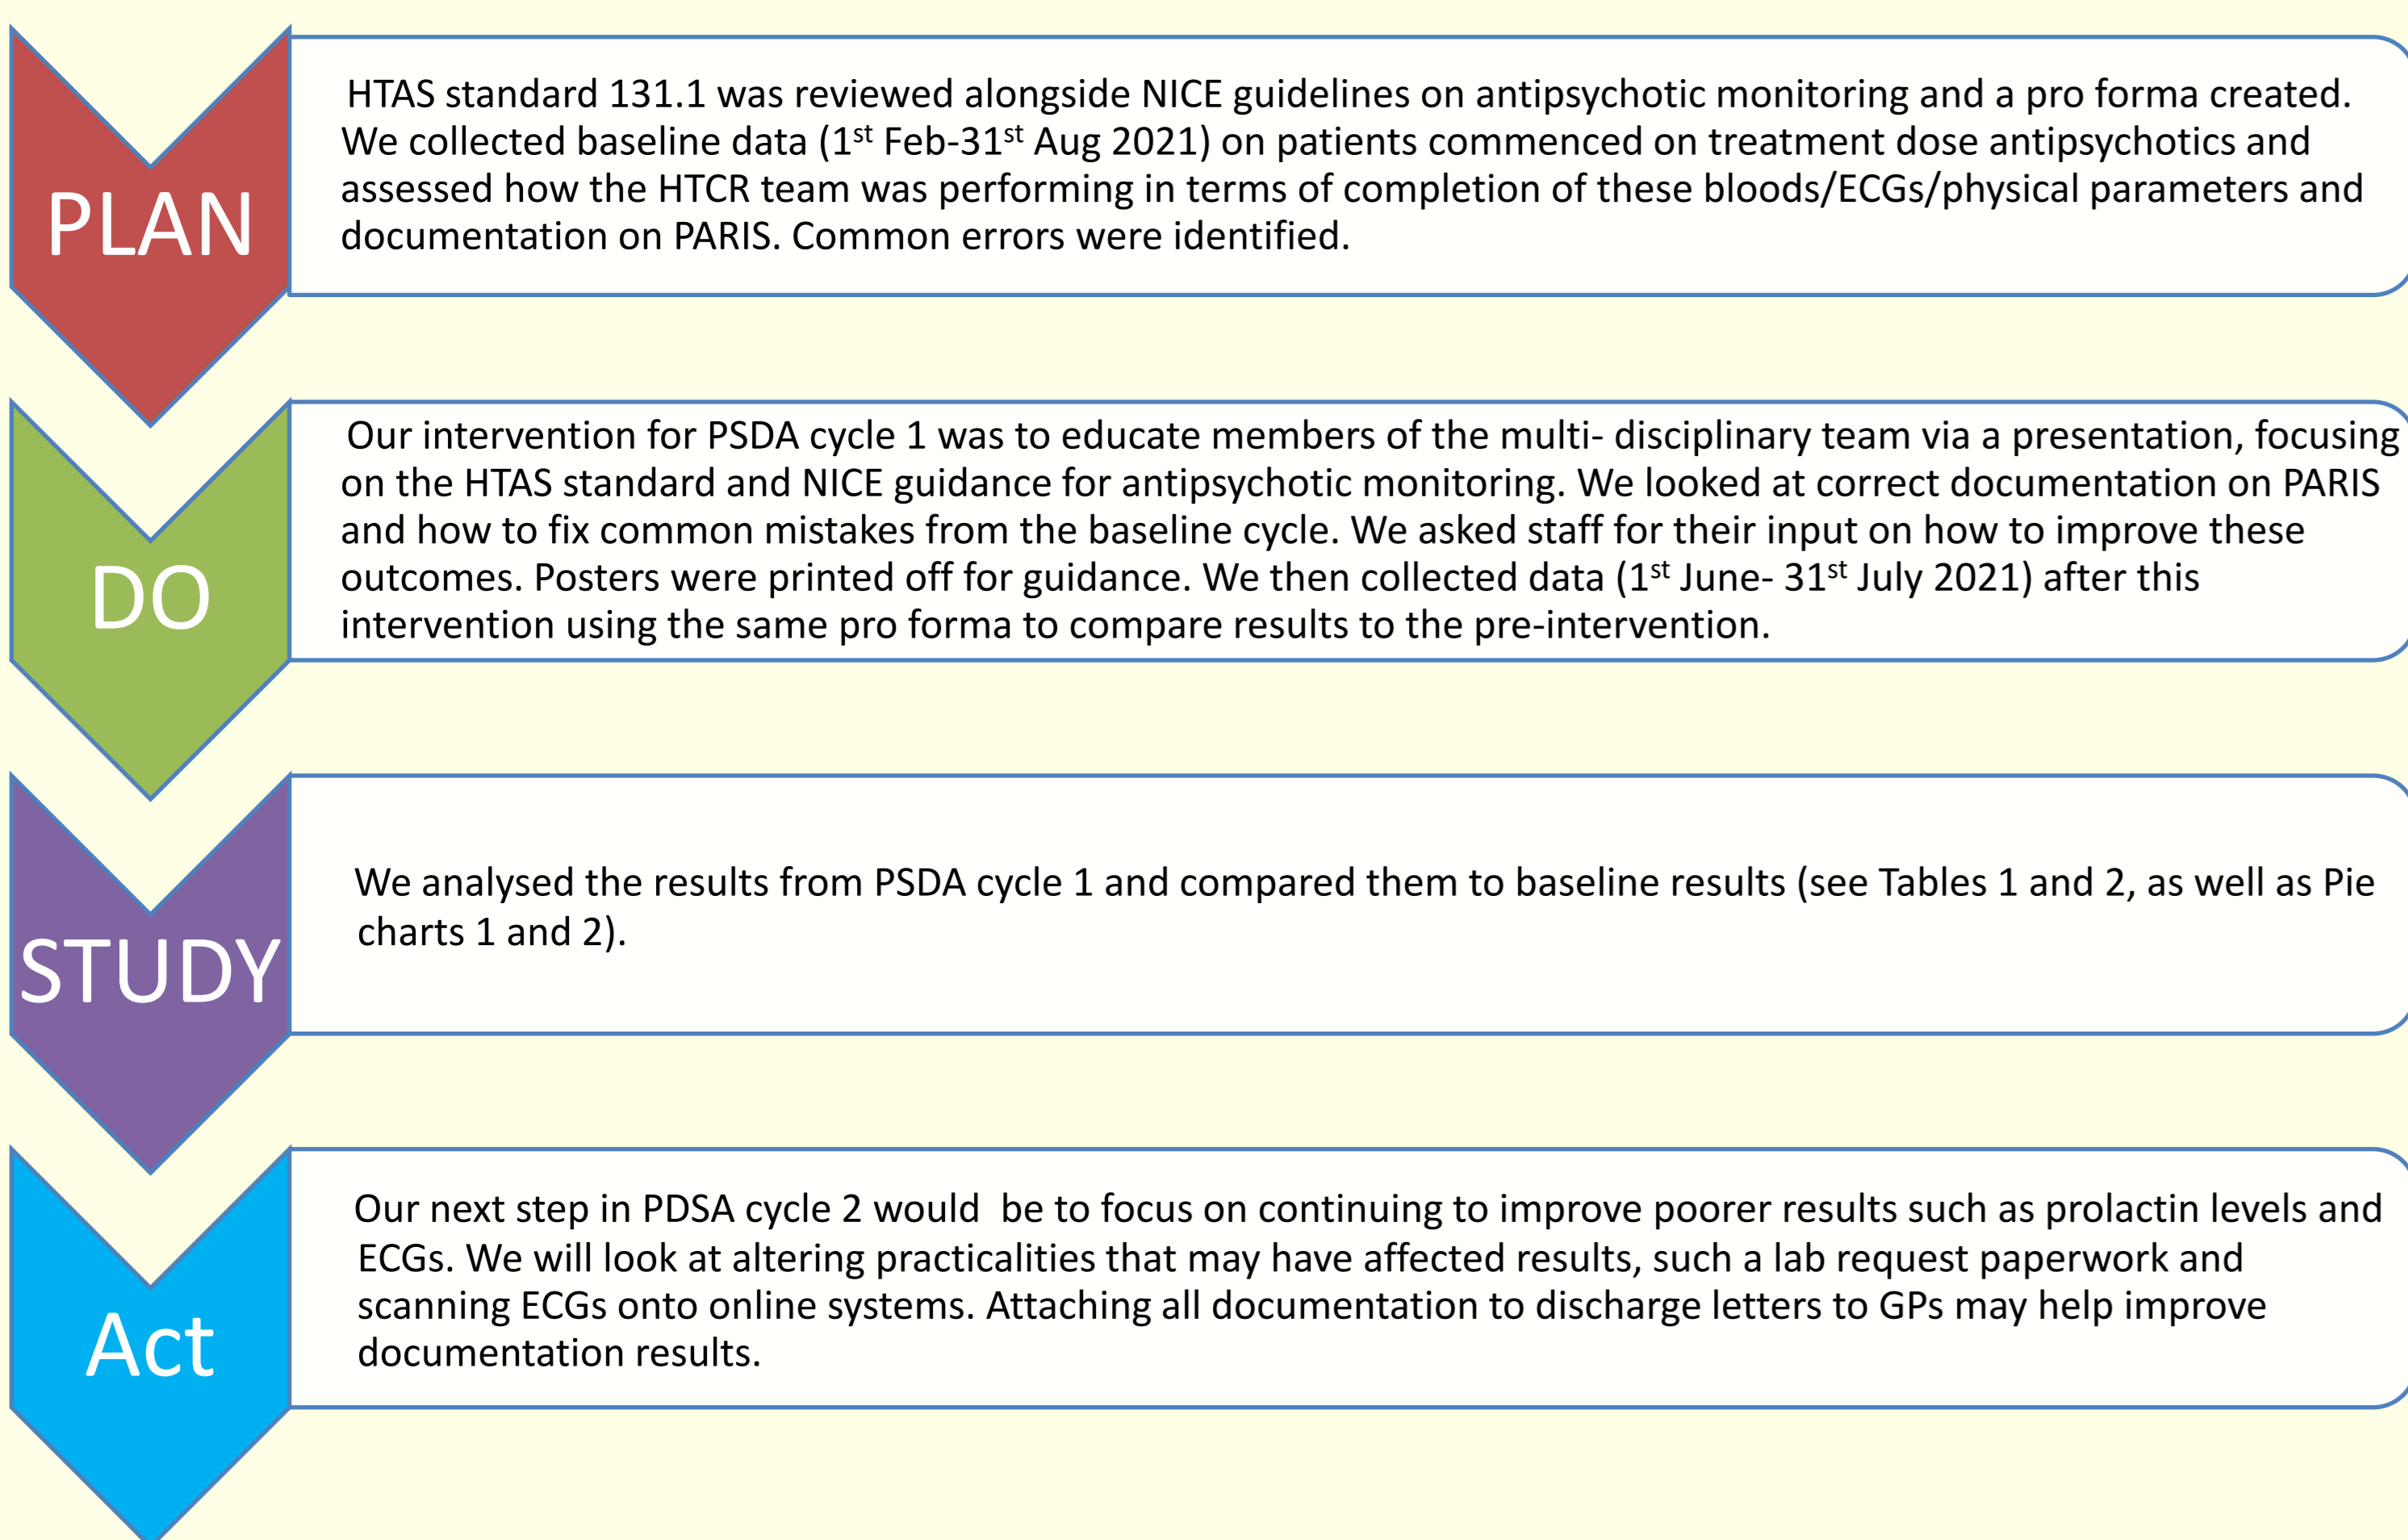 PLAN
HTAS standard 131.1 was reviewed alongside NICE guidelines on antipsychotic monitoring and a pro forma created.
We collected baseline data (1st Feb-31st Aug 2021) on patients commenced on treatment dose antipsychotics and
assessed how the HTCR team was performing in terms of completion of these bloods/ECGs/physical parameters and
documentation on PARIS. Common errors were identified.
DO
Our intervention for PSDA cycle 1 was to educate members of the multi- disciplinary team via a presentation, focusing
on the HTAS standard and NICE guidance for antipsychotic monitoring. We looked at correct documentation on PARIS
and how to fix common mistakes from the baseline cycle. We asked staff for their input on how to improve these
outcomes. Posters were printed off for guidance. We then collected data (1st June- 31st July 2021) after this
intervention using the same pro forma to compare results to the pre-intervention.
STUDY
We analysed the results from PSDA cycle 1 and compared them to baseline results (see Tables 1 and 2, as well as Pie
charts 1 and 2).
Act
Our next step in PDSA cycle 2 would  be to focus on continuing to improve poorer results such as prolactin levels and
ECGs. We will look at altering practicalities that may have affected results, such a lab request paperwork and
scanning ECGs onto online systems. Attaching all documentation to discharge letters to GPs may help improve
documentation results.